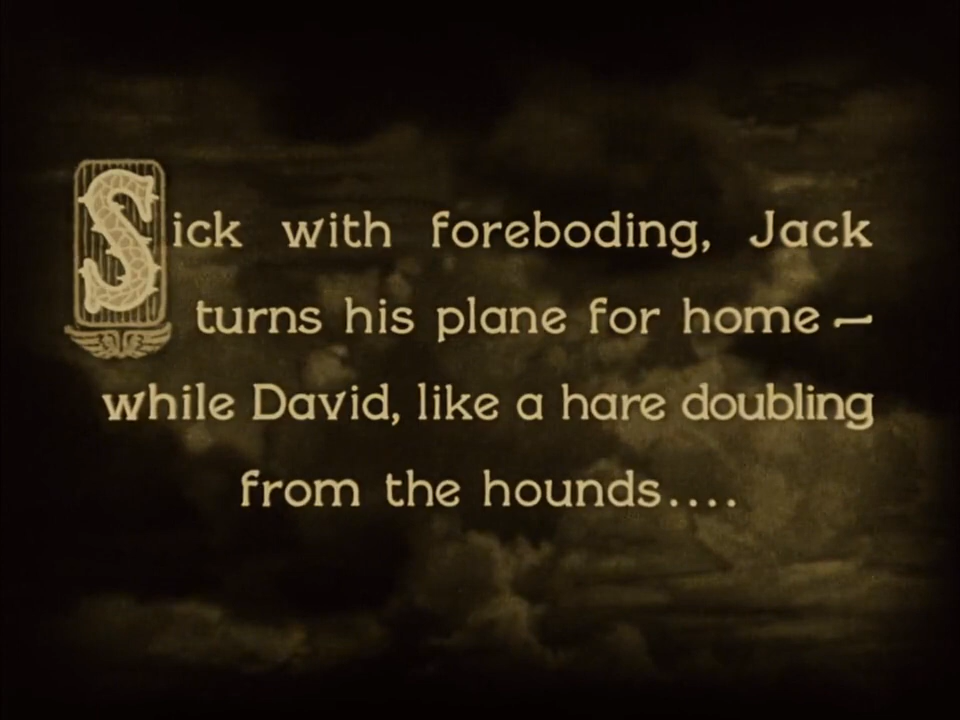 Sick with foreboding, Jack
turns his plane for home —
while David, like a hare doubling
from the hounds....